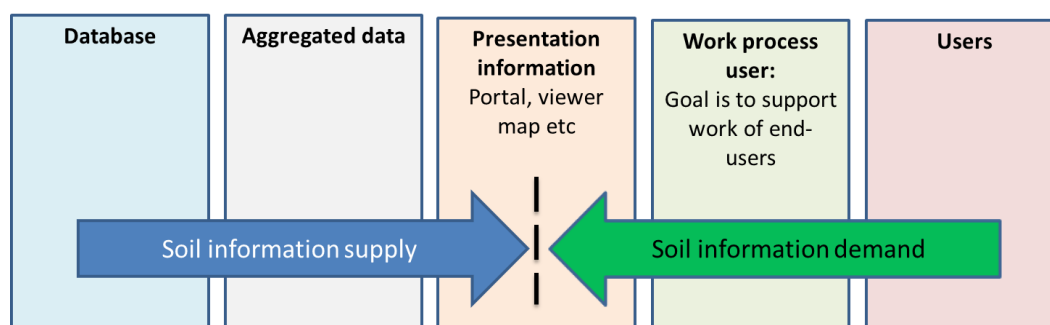 Database
Aggregated data
Presentation
information
Portal, viewer
map etc
Work process
user:
Goal is to support
work of end-
users
Users
Soil information supply
Soil information demand